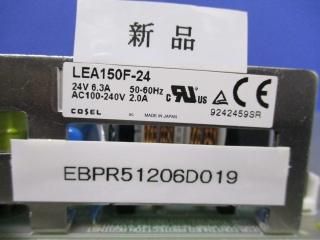 新品
LEA150F-24
24V 6.3A 50-60Hz
AC100-240V 2.0A
COSEL MADE IN JAPAN
9242459SR
EBPR51206D019